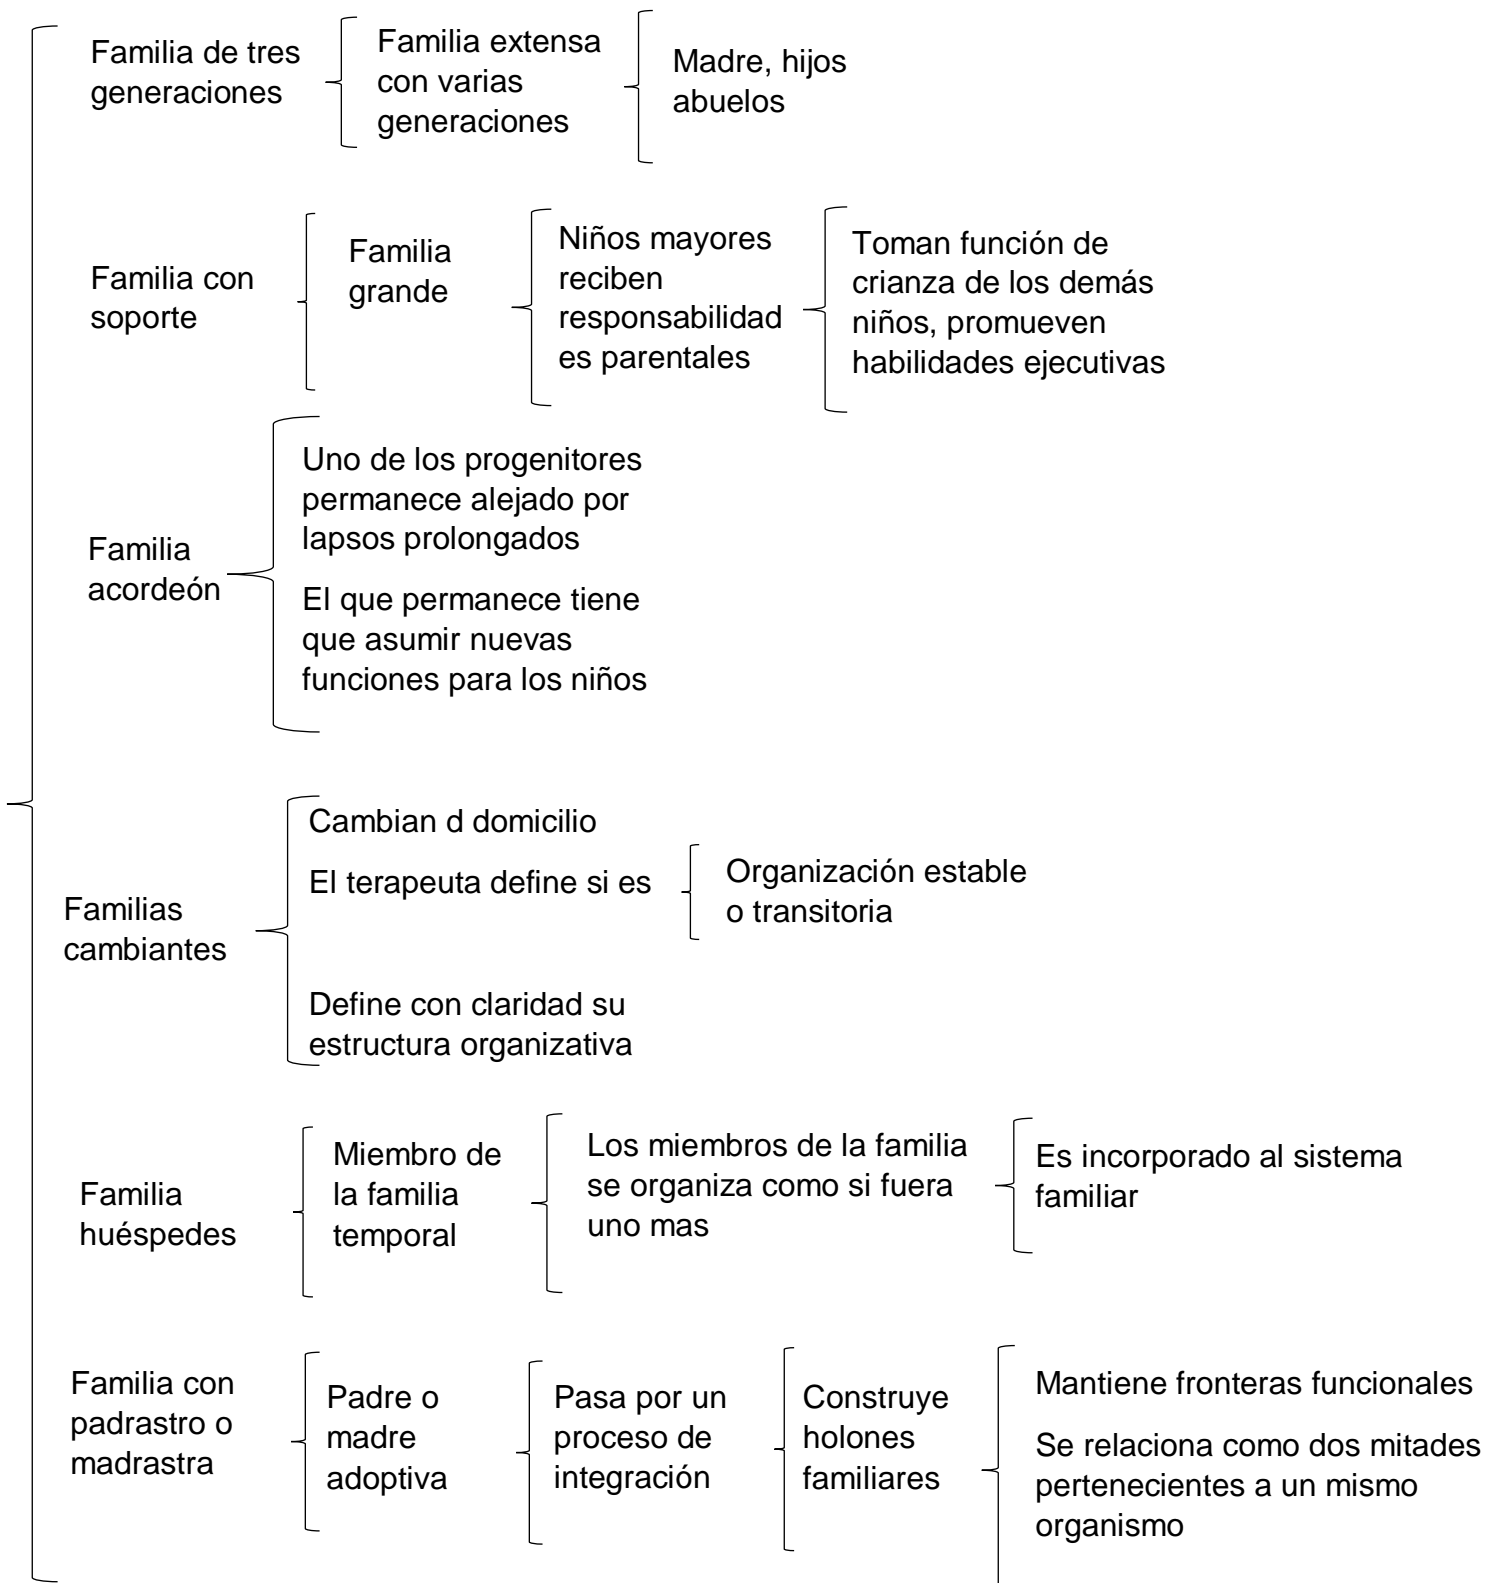 Familia de tres
generaciones
Familia extensa
con varias
generaciones
Madre, hijos
abuelos
Familia con
soporte
Familia
grande
Niños mayores
reciben
responsabilidad
es parentales
Toman función de
crianza de los demás
niños, promueven
habilidades ejecutivas
Familia
acordeón
Uno de los progenitores
permanece alejado por
lapsos prolongados
El que permanece tiene
que asumir nuevas
funciones para los niños
Familias
cambiantes
Cambian d domicilio
El terapeuta define si es
Organización estable
o transitoria
Define con claridad su
estructura organizativa
Familia
huéspedes
Miembro de
la familia
temporal
Los miembros de la familia
se organiza como si fuera
uno mas
Es incorporado al sistema
familiar
Familia con
padrastro o
madrastra
Padre o
madre
adoptiva
Pasa por un
proceso de
integración
Construye
holones
familiares
Mantiene fronteras funcionales
Se relaciona como dos mitades
pertenecientes a un mismo
organismo